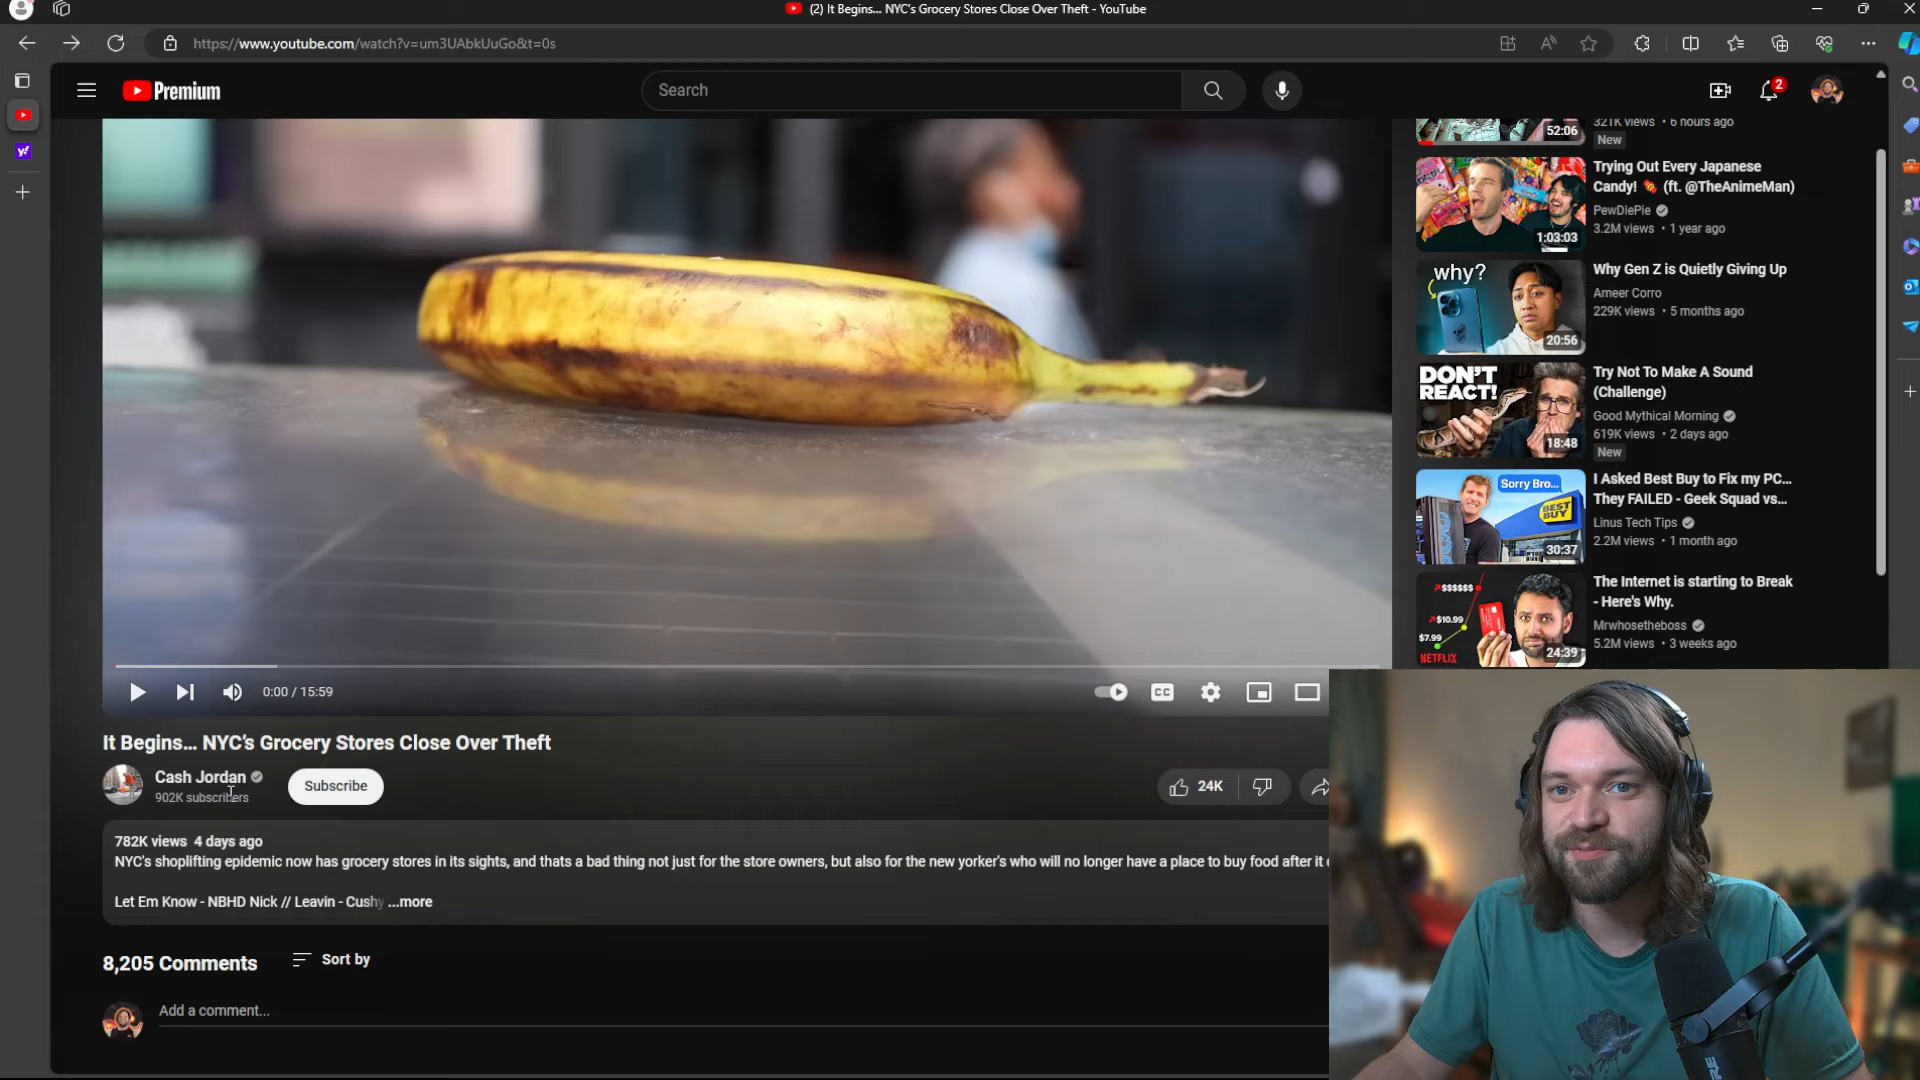 (2) It Begins... NYC's Grocery Stores Close Over Theft - YouTube
https://www.youtube.com/watch?v=um3UAbkUuGo&t=0s
Premium
Search
2
52:06
321K views • 6 hours ago
New
1:03:03
Trying Out Every Japanese
Candy! 🍬 (ft. @TheAnimeMan)
PewDiePie
3.2M views • 1 year ago
why?
20:56
Why Gen Z is Quietly Giving Up
Ameer Corro
229K views • 5 months ago
DON'T
REACT!
18:48
Try Not To Make A Sound
(Challenge)
Good Mythical Morning
619K views • 2 days ago
New
Sorry Bro...
BEST
BUY
30:37
I Asked Best Buy to Fix my PC...
They FAILED - Geek Squad vs...
Linus Tech Tips
2.2M views • 1 month ago
$$$$$$
$10.99
$7.99
NETFLIX
24:39
The Internet is starting to Break
- Here's Why.
Mrwhosetheboss
5.2M views • 3 weeks ago
0:00 / 15:59
CC
It Begins... NYC's Grocery Stores Close Over Theft
Cash Jordan
902K subscribers
Subscribe
24K
782K views 4 days ago
NYC's shoplifting epidemic now has grocery stores in its sights, and thats a bad thing not just for the store owners, but also for the new yorker's who will no longer have a place to buy food after it
Let Em Know - NBHD Nick // Leavin - Cushy ...more
8,205 Comments
Sort by
Add a comment...